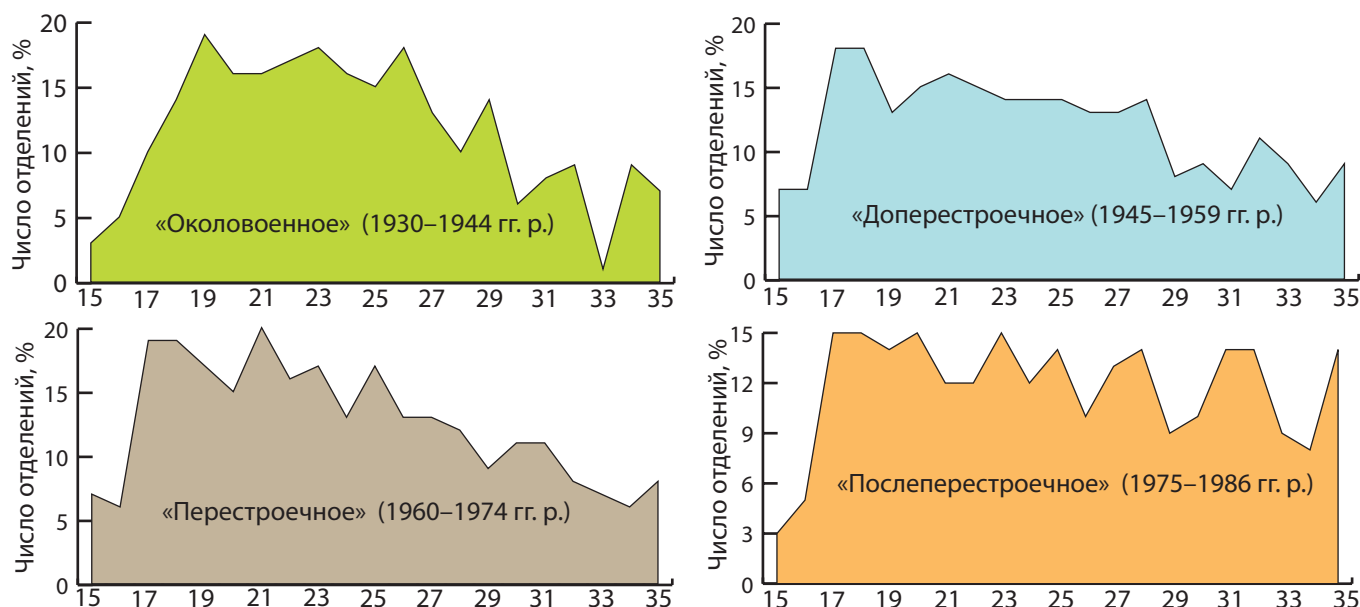 Число отделений, %
20
15
10
5
0
«Околовоенное» (1930–1944 гг. р.)
15 17 19 21 23 25 27 29 31 33 35
Число отделений, %
20
15
10
5
0
«Доперестроечное» (1945–1959 гг. р.)
15 17 19 21 23 25 27 29 31 33 35
Число отделений, %
20
15
10
5
0
«Перестроечное» (1960–1974 гг. р.)
15 17 19 21 23 25 27 29 31 33 35
Число отделений, %
15
12
9
6
3
0
«Послеперестроечное» (1975–1986 гг. р.)
15 17 19 21 23 25 27 29 31 33 35